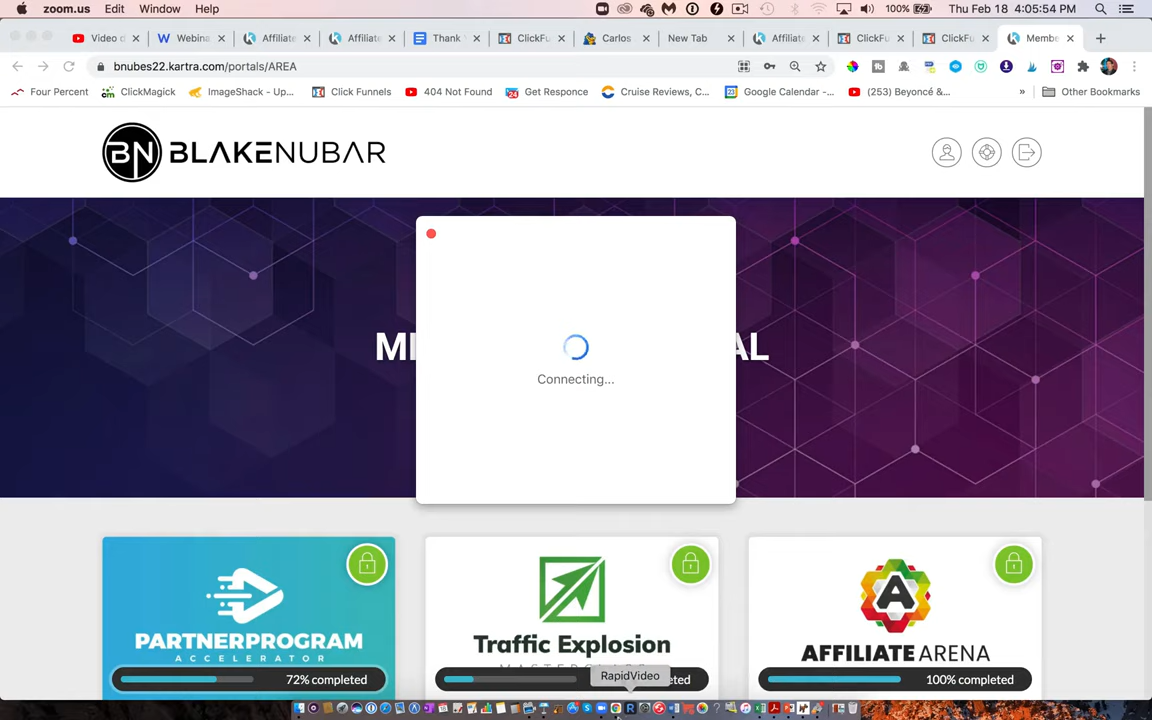 zoom.us Edit Window Help 100% Thu Feb 18 4:05:54 PM
Video c Webina Affiliate Affiliate Thank ClickFu Carlos New Tab Affiliate ClickFu ClickFu Membe
bnubes22.kartra.com/portals/AREA
Four Percent ClickMagick ImageShack - Up... Click Funnels 404 Not Found Get Responce Cruise Reviews, C... Google Calendar -... (253) Beyoncé &... » Other Bookmarks
BN BLAKENUBAR
Connecting...
PARTNERPROGRAM
ACCELERATOR
72% completed
Traffic Explosion
RapidVideo
A
AFFILIATE ARENA
100% completed